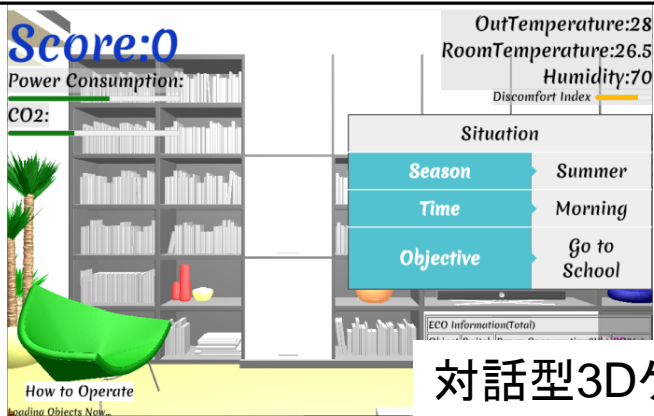 Score:0
Power Consumption:
CO2:
OutTemperature:28
RoomTemperature:26.5
Humidity:70
Discomfort Index
Situation
Season Summer
Time Morning
Objective Go to
School
ECO Information(Total)
How to Operate
Loading Objects Now...
対話型3D